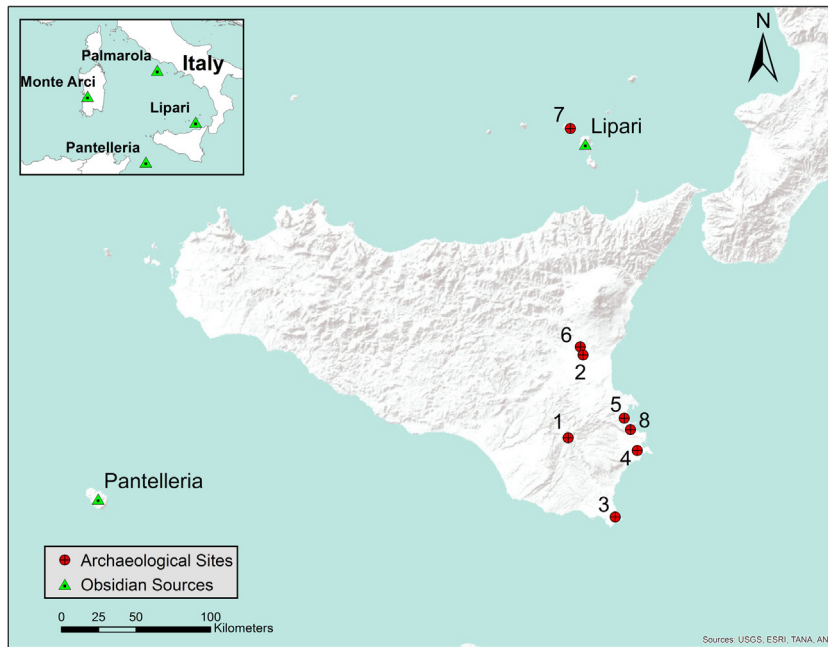 N
Palmarola
Italy
Monte Arci
Lipari
Pantelleria
7
Lipari
6
2
5
8
1
4
3
Pantelleria
Archaeological Sites
Obsidian Sources
0 25 50 100
Kilometers
Sources: USGS, ESRI, TANA, AN